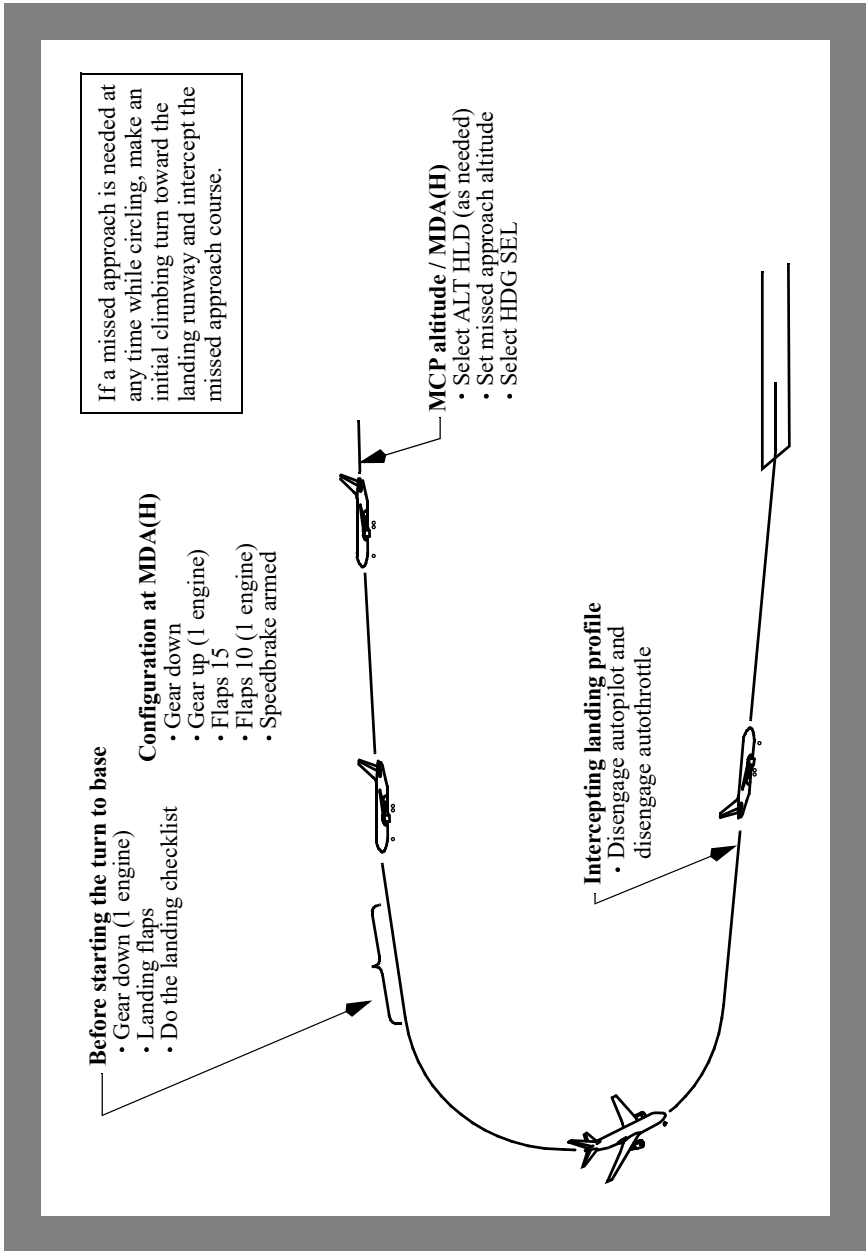 If a missed approach is needed at
any time while circling, make an
initial climbing turn toward the
landing runway and intercept the
missed approach course.
Before starting the turn to base
• Gear down (1 engine)
• Landing flaps
• Do the landing checklist
Configuration at MDA(H)
• Gear down
• Gear up (1 engine)
• Flaps 15
• Flaps 10 (1 engine)
• Speedbrake armed
MCP altitude / MDA(H)
• Select ALT HLD (as needed)
• Set missed approach altitude
• Select HDG SEL
Intercepting landing profile
• Disengage autopilot and
disengage autothrottle